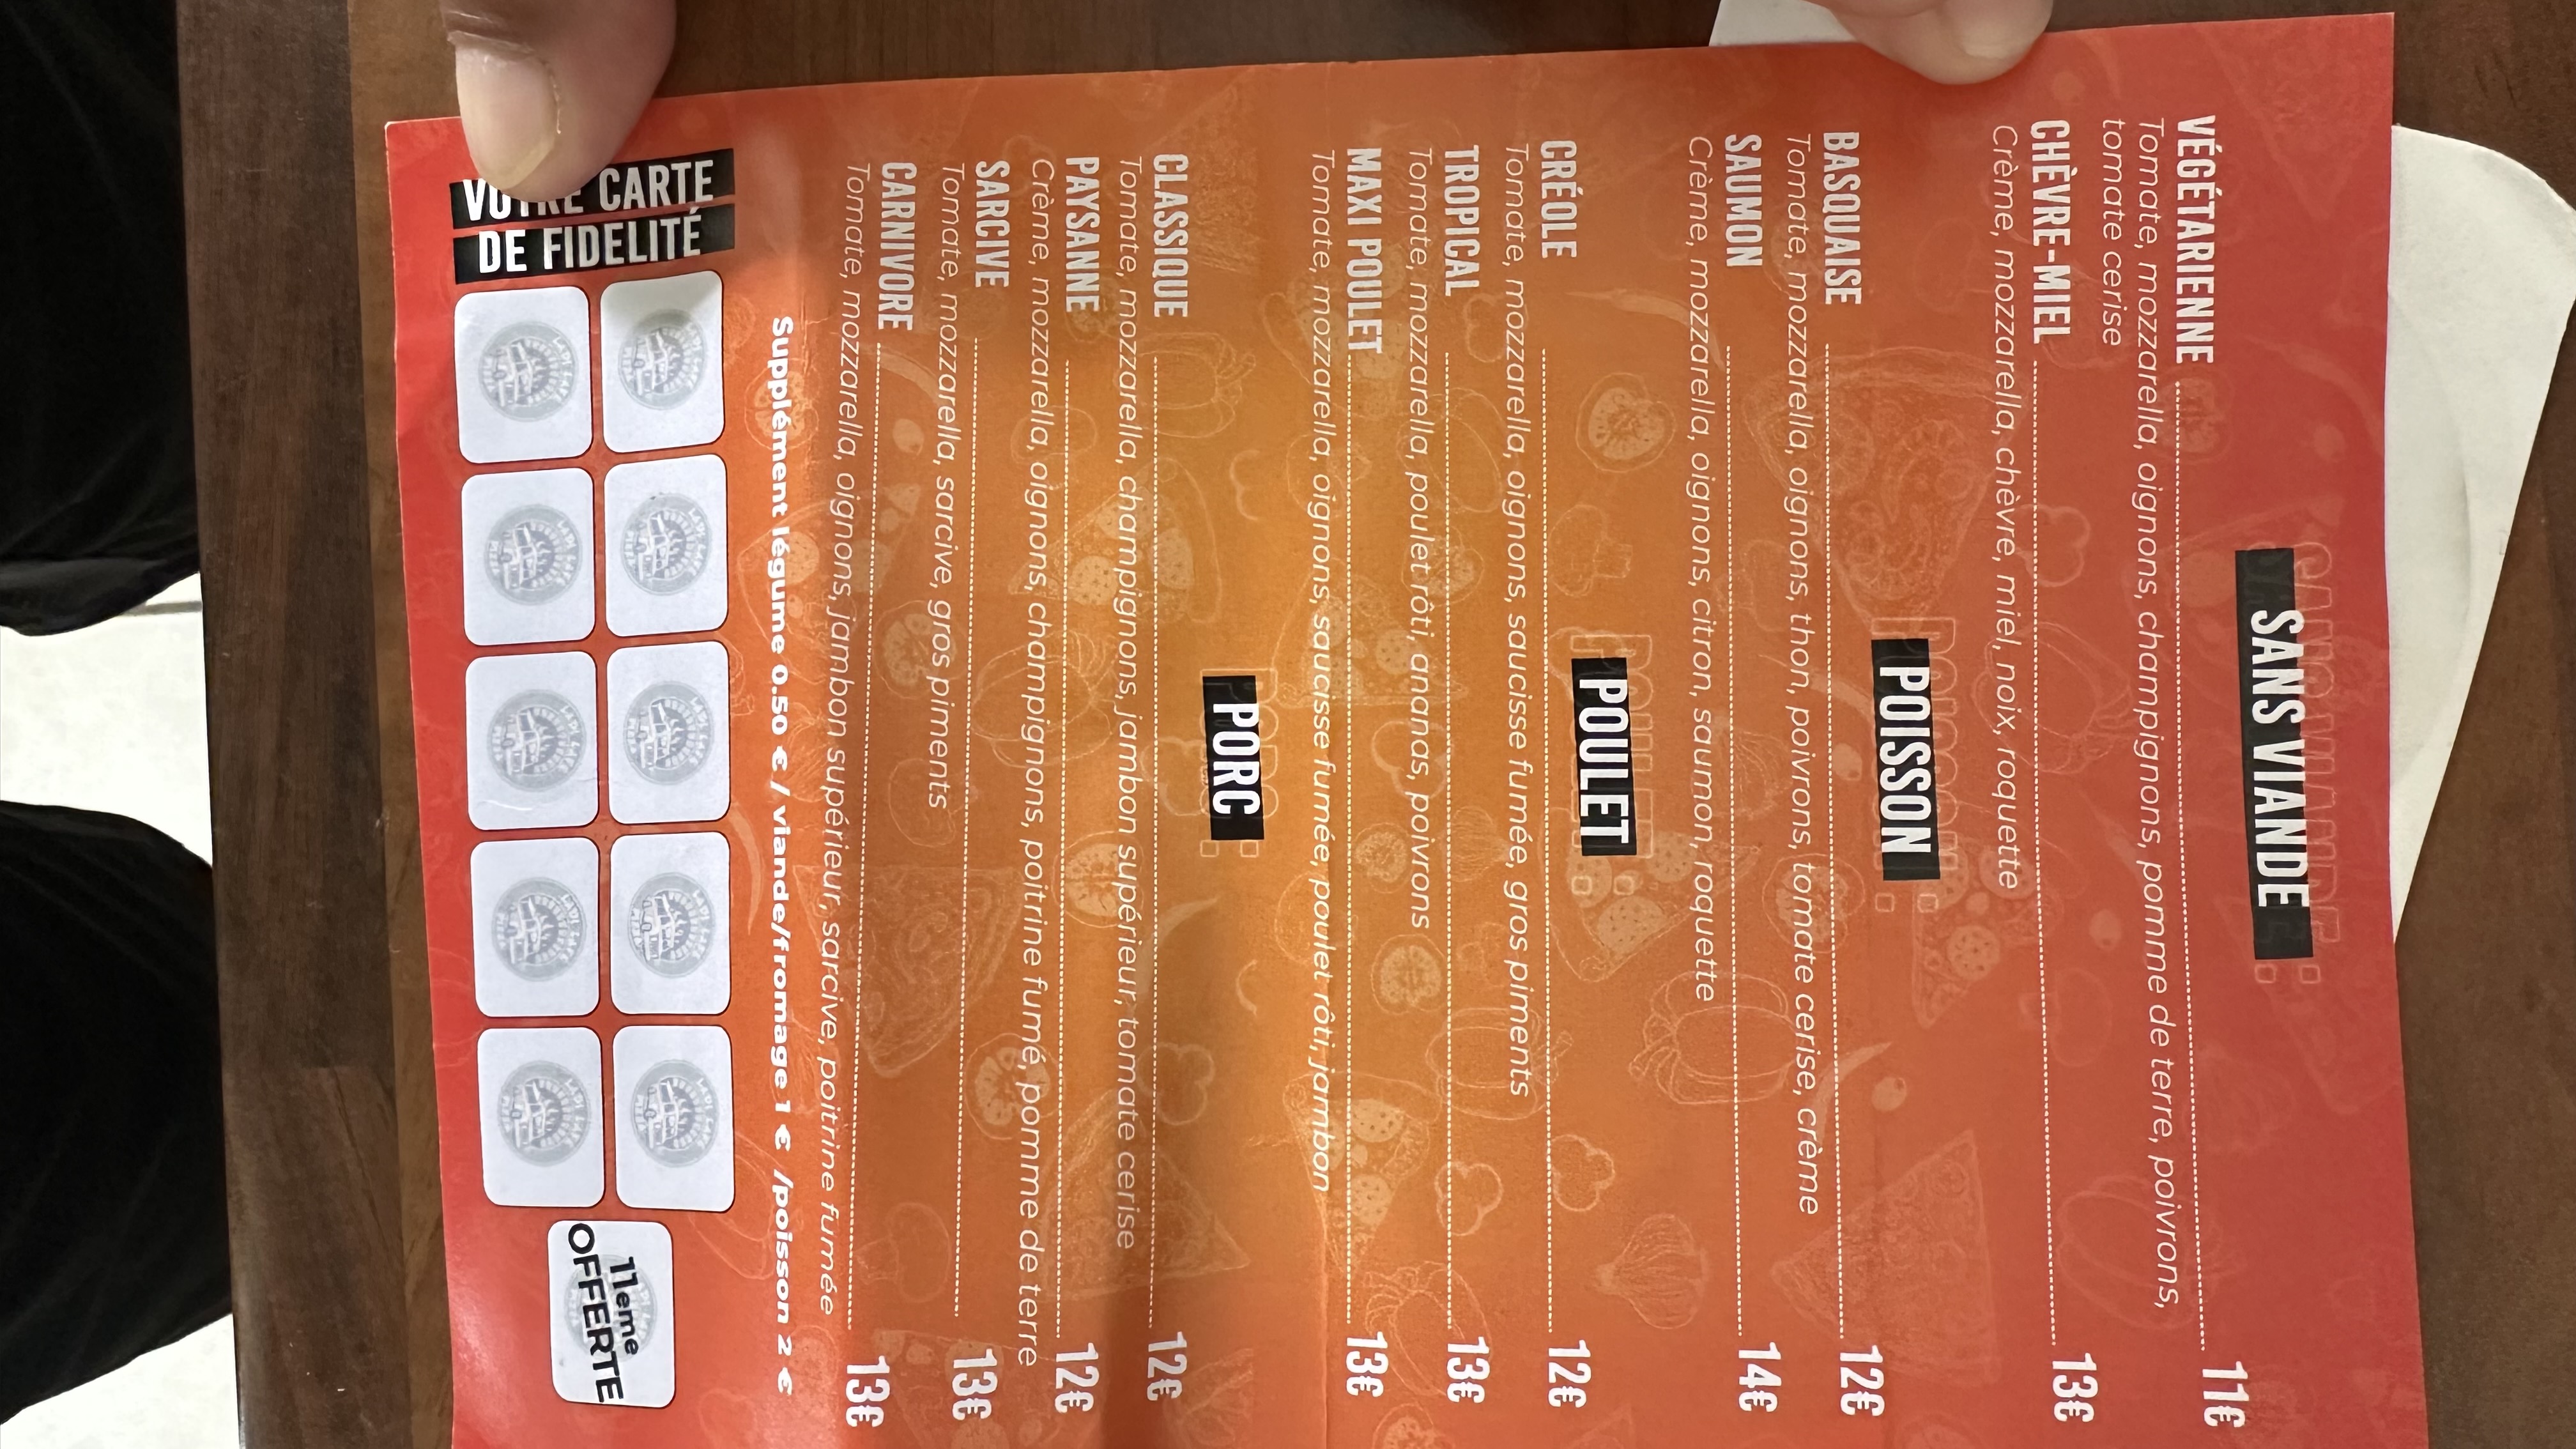 SANS VIANDE
VÉGÉTARIENNE 11€
Tomate, mozzarella, oignons, champignons, pomme de terre, poivrons,
tomate cerise
CHÈVRE-MIEL 13€
Crème, mozzarella, chèvre, miel, noix, roquette
POISSON
BASQUAISE 12€
Tomate, mozzarella, oignons, thon, poivrons, tomate cerise, crème
SAUMON 14€
Crème, mozzarella, oignons, citron, saumon, roquette
POULET
CRÉOLE 12€
Tomate, mozzarella, oignons, saucisse fumée, gros piments
TROPICAL 13€
Tomate, mozzarella, poulet rôti, ananas, poivrons
MAXI POULET 13€
Tomate, mozzarella, oignons, saucisse fumée, poulet rôti, jambon
PORC
CLASSIQUE 12€
Tomate, mozzarella, champignons, jambon supérieur, tomate cerise
PAYSANNE 12€
Crème, mozzarella, oignons, champignons, poitrine fumé, pomme de terre
SARCIVE 13€
Tomate, mozzarella, sarcive, gros piments
CARNIVORE 13€
Tomate, mozzarella, oignons, jambon supérieur, sarcive, poitrine fumée
Supplément légume 0.50 € / viande/fromage 1 € /poisson 2 €
VOTRE CARTE
DE FIDELITÉ
11eme
OFFERTE